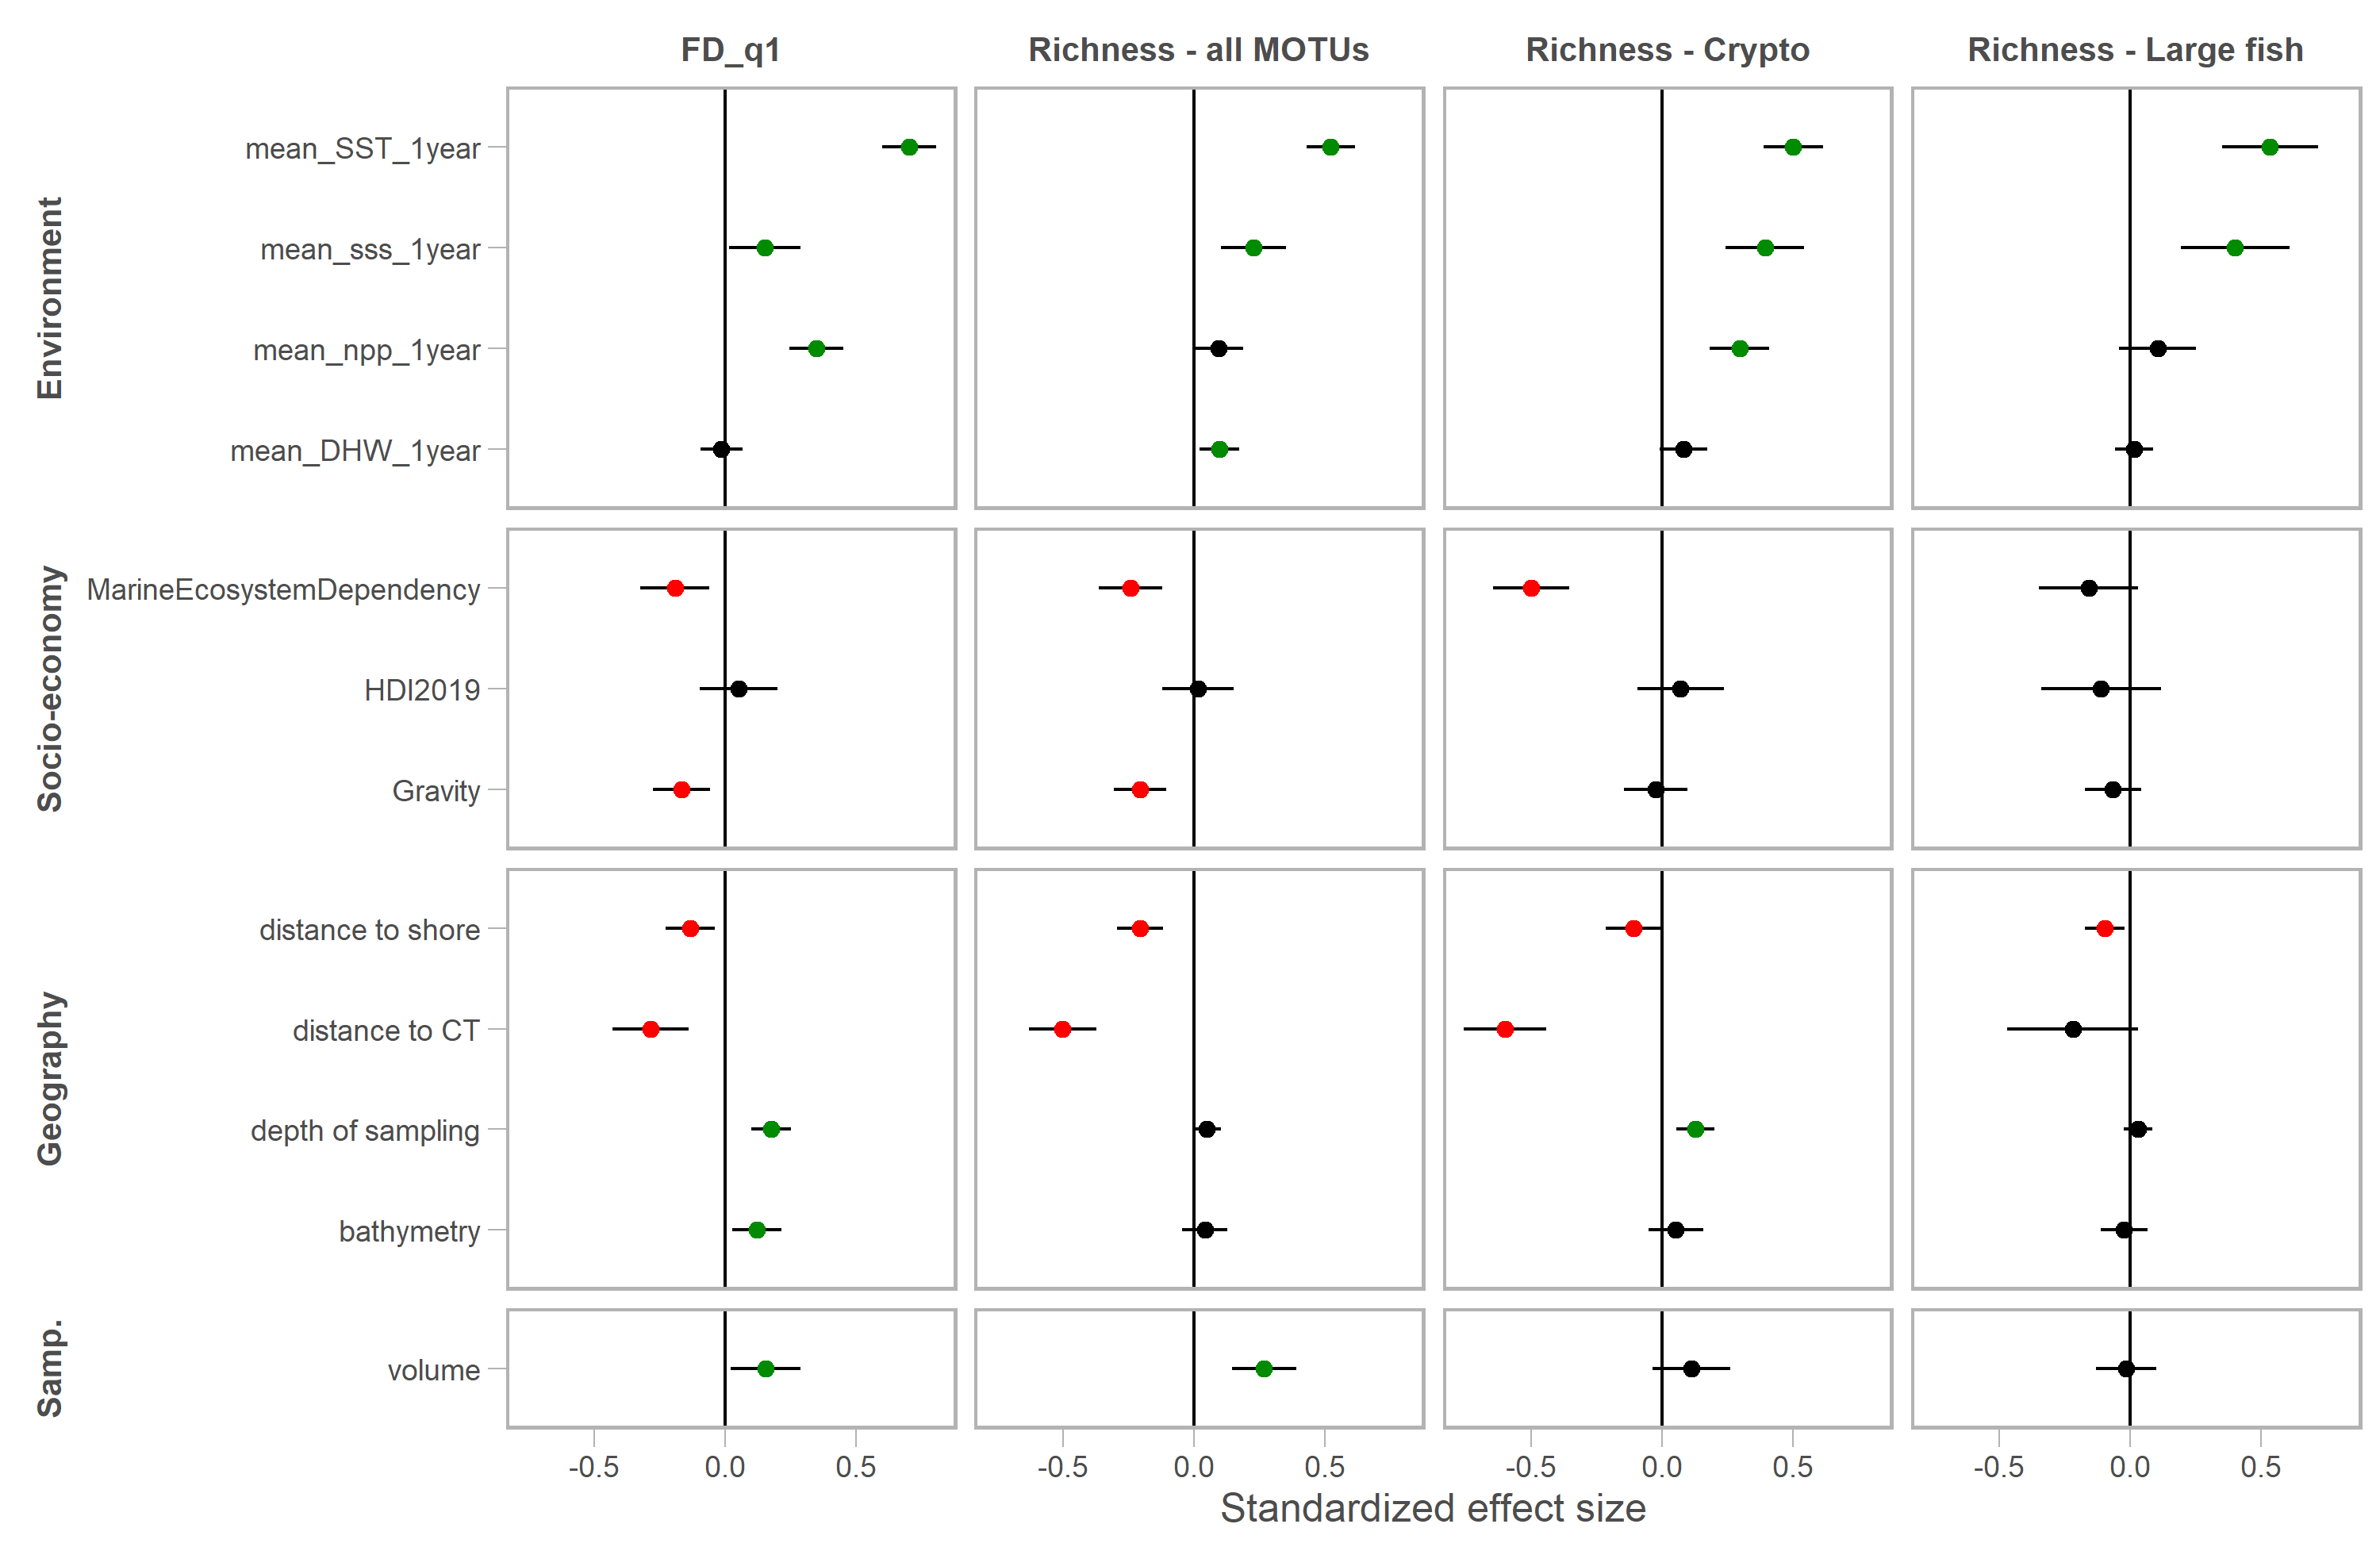 FD_q1
Richness - all MOTUs
Richness - Crypto
Richness - Large fish
Environment
mean_SST_1year
mean_sss_1year
mean_npp_1year
mean_DHW_1year
Socio-economy
MarineEcosystemDependency
HDI2019
Gravity
Geography
distance to shore
distance to CT
depth of sampling
bathymetry
Samp.
volume
-0.5 0.0 0.5
-0.5 0.0 0.5
-0.5 0.0 0.5
-0.5 0.0 0.5
Standardized effect size